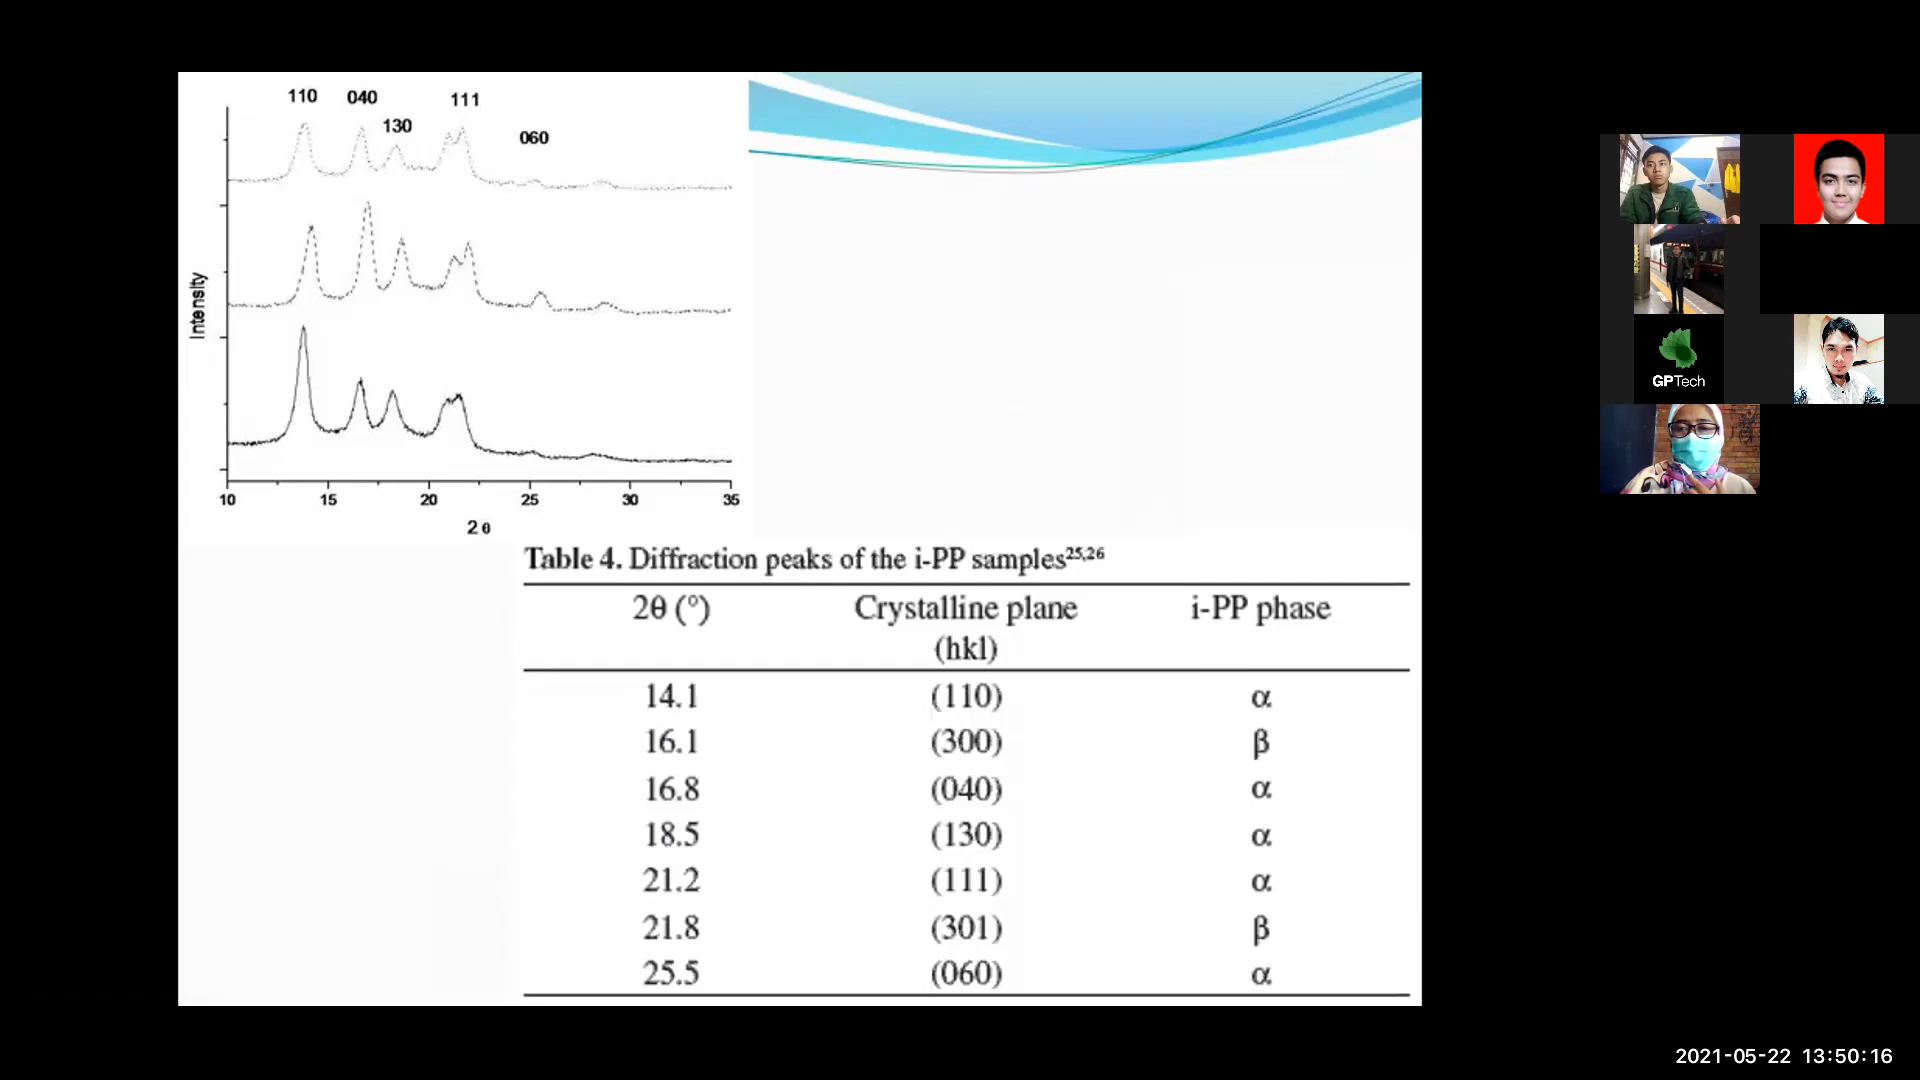 110 040 111
130 060
Intensity
10 15 20 25 30 35
2 θ
Table 4. Diffraction peaks of the i-PP samples25,26
2θ (°) Crystalline plane i-PP phase
(hkl)
14.1 (110) α
16.1 (300) β
16.8 (040) α
18.5 (130) α
21.2 (111) α
21.8 (301) β
25.5 (060) α
GPTech
2021-05-22 13:50:16